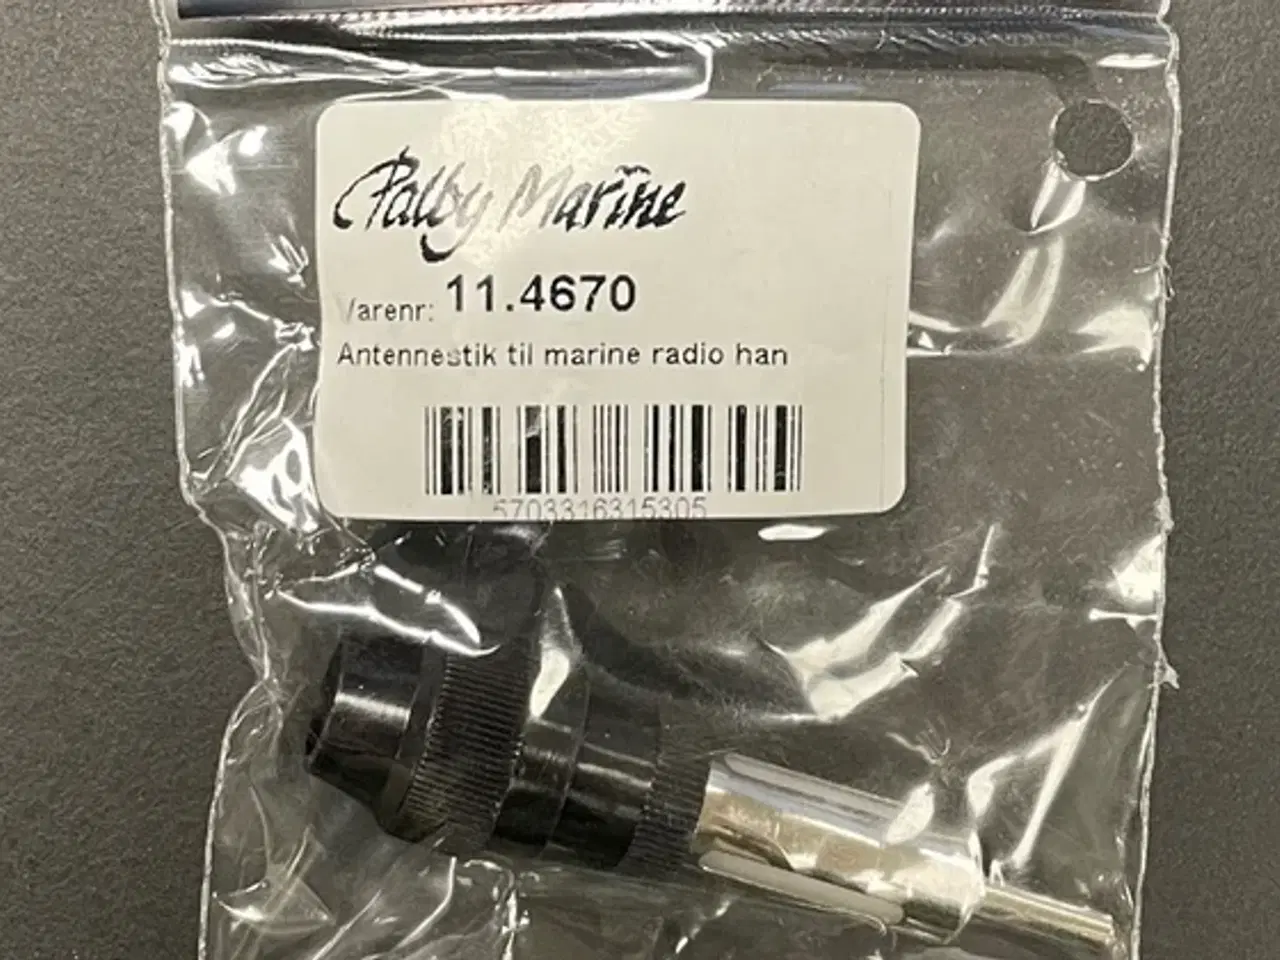 Palby Marine
Varenr: 11.4670
Antennestik til marine radio han
5703316315305